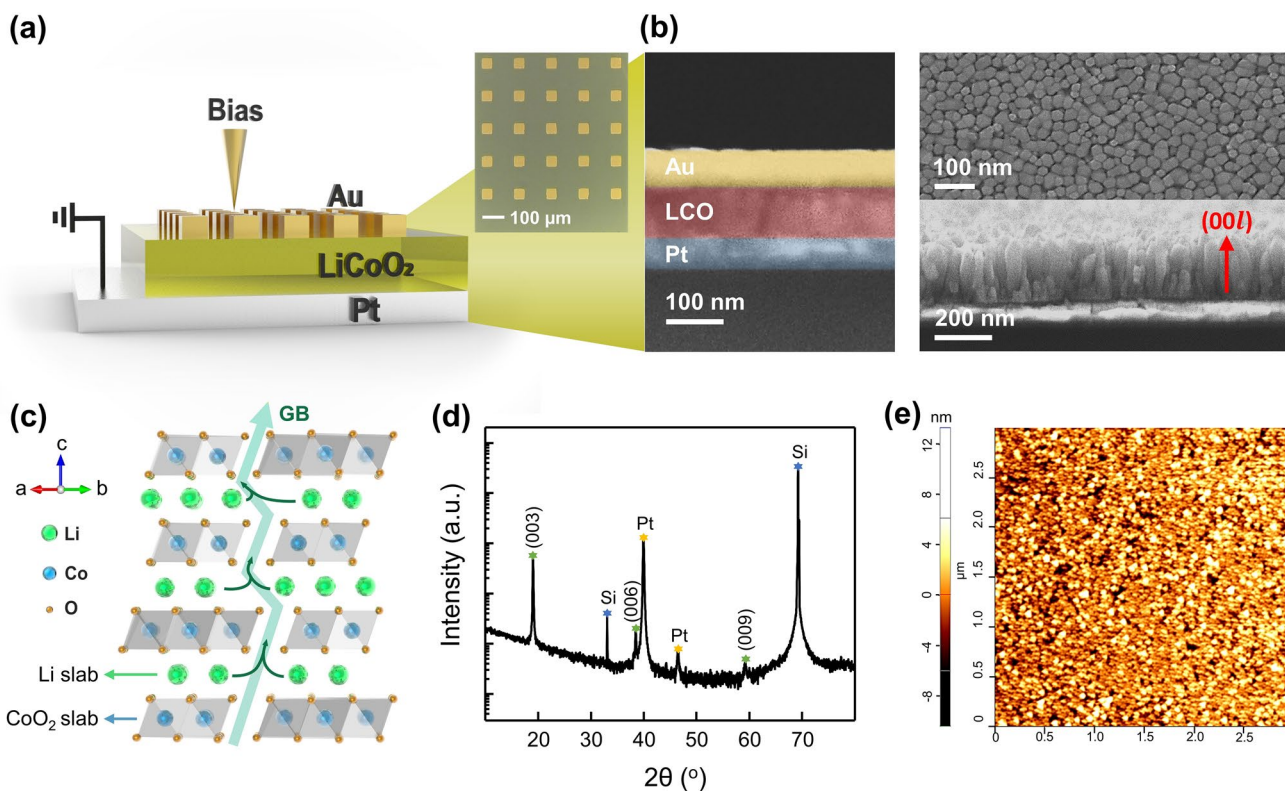 (a)
Bias
Au
LiCoO₂
Pt
100 µm
(b)
Au
LCO
Pt
100 nm
100 nm
(00l)
200 nm
(c)
GB
c
a
b
Li
Co
O
Li slab
CoO₂ slab
(d)
Intensity (a.u.)
(003)
Si
(006)
Pt
Pt
(009)
Si
20 30 40 50 60 70
2θ (°)
(e)
nm
12
8
4
0
-4
-8
µm
2.5
2.0
1.5
1.0
0.5
0
0 0.5 1.0 1.5 2.0 2.5